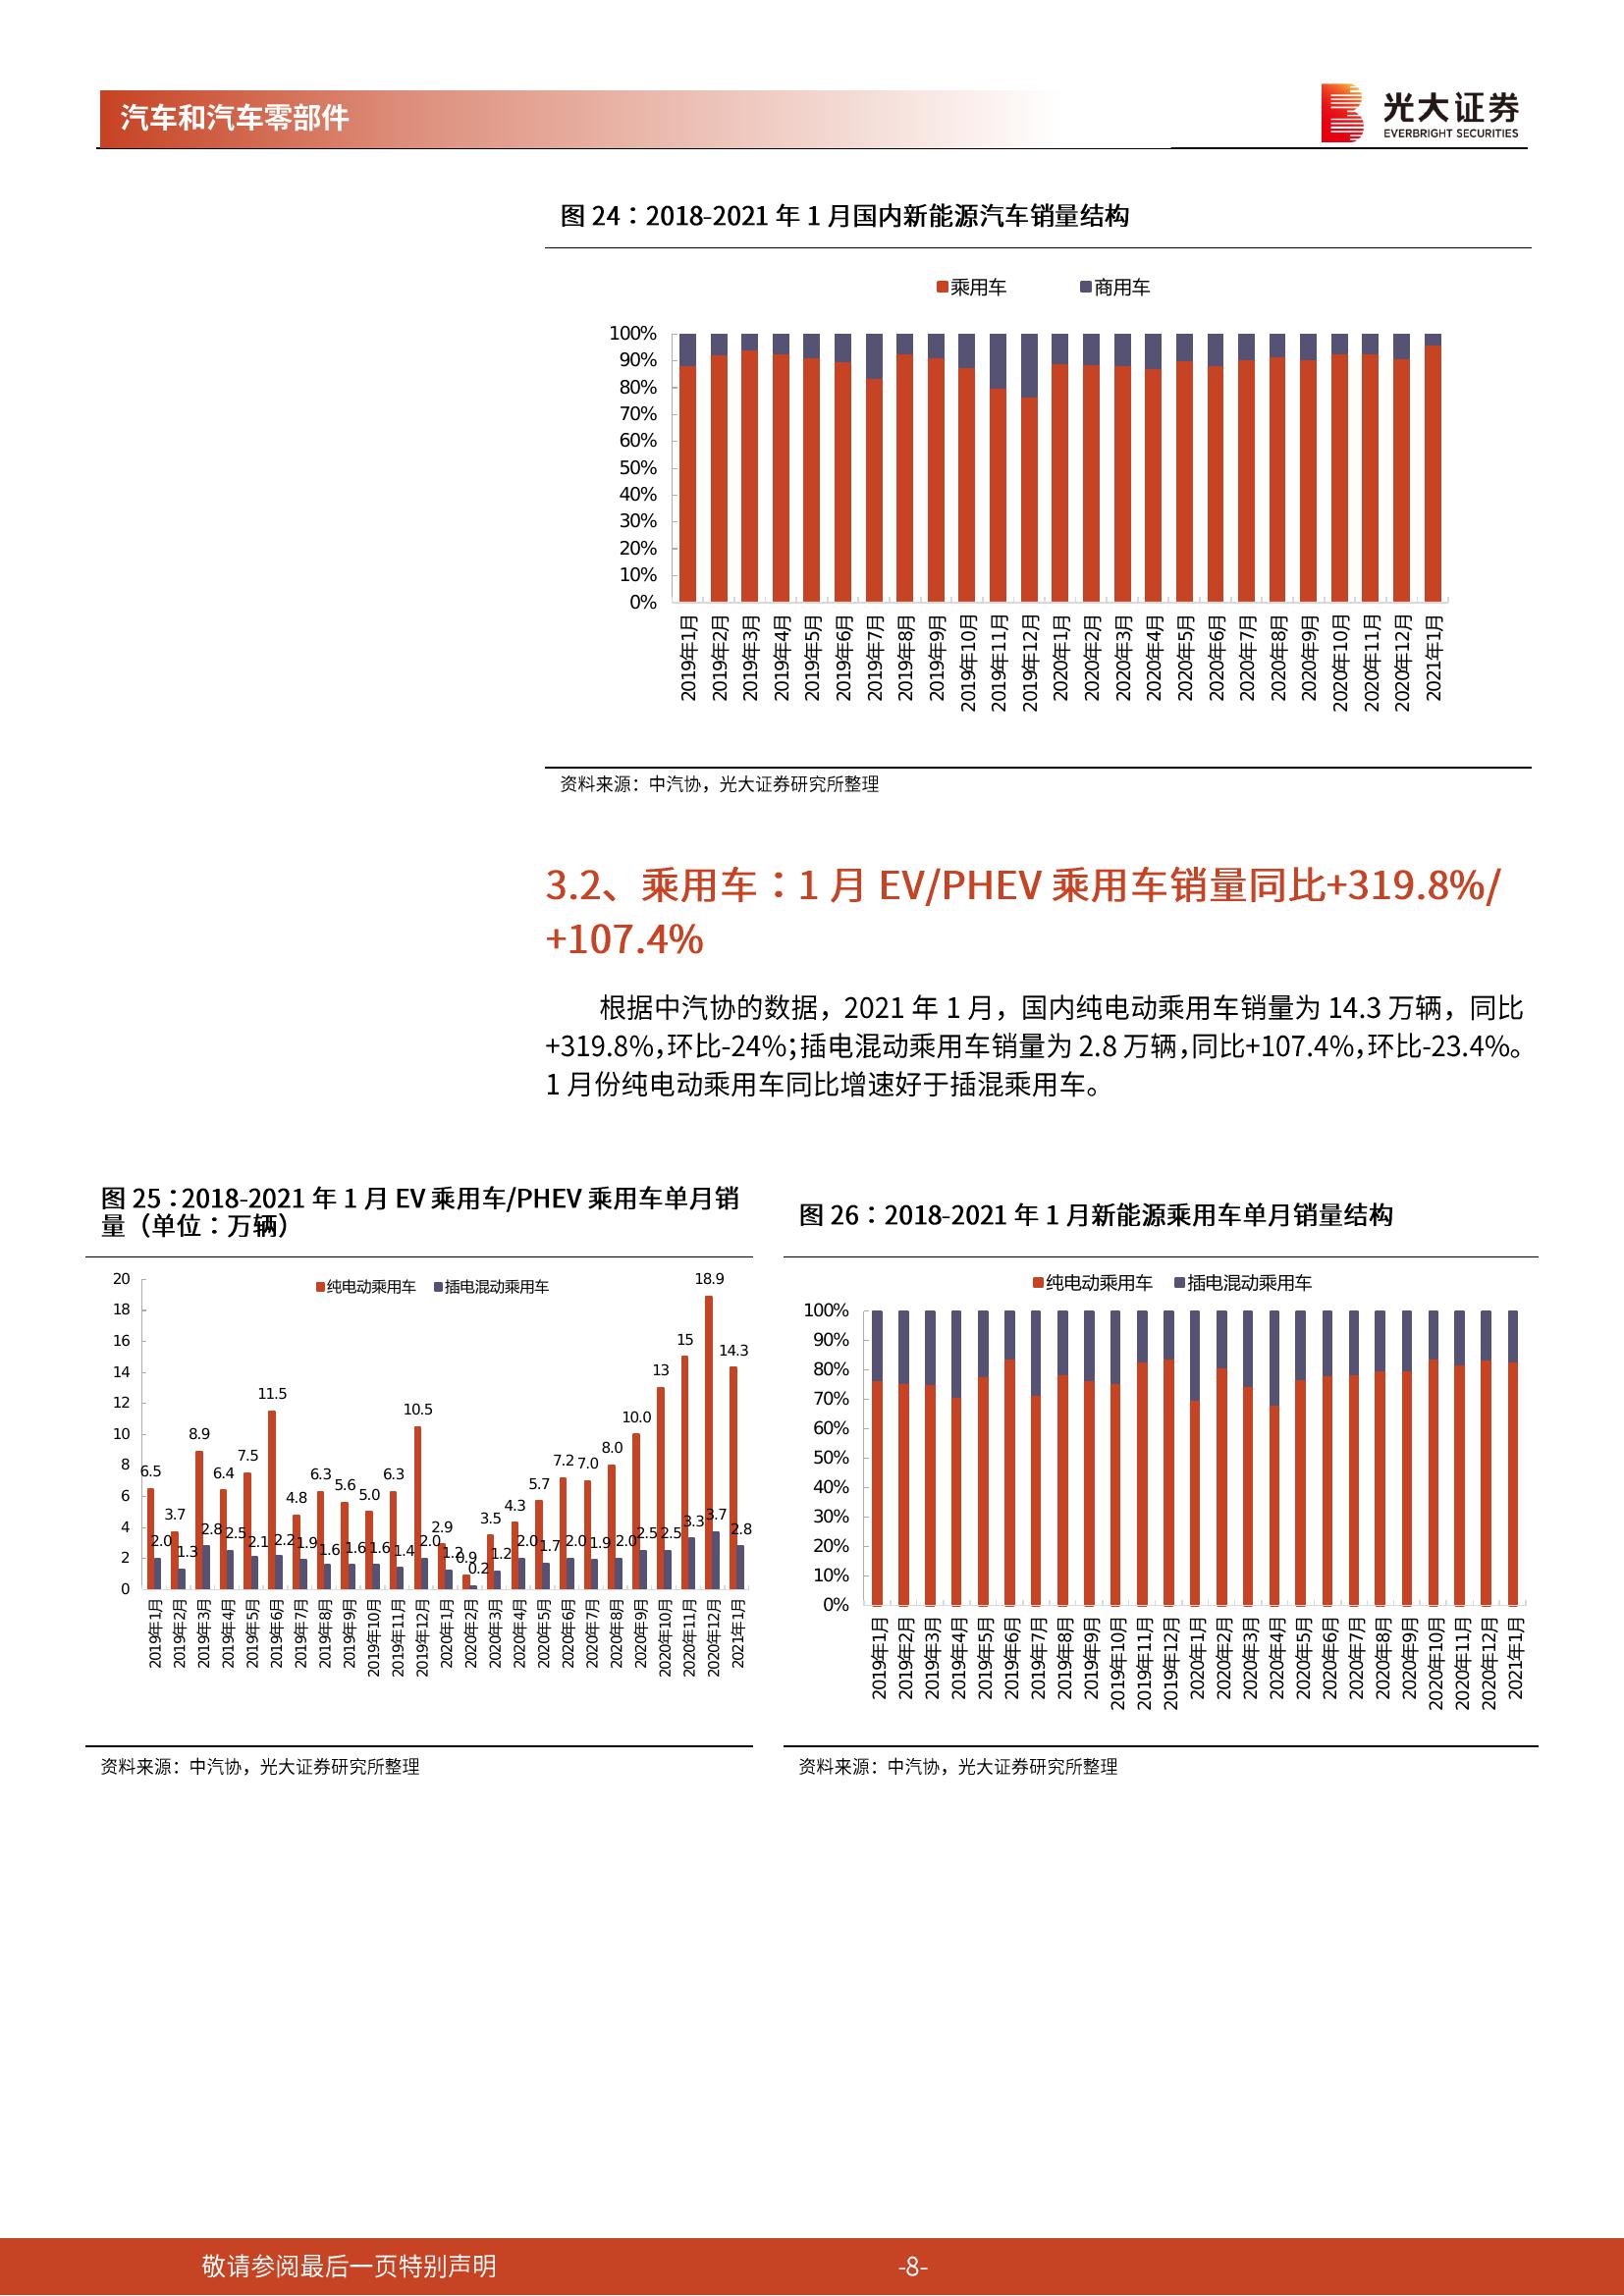 汽车和汽车零部件
光大证券
EVERBRIGHT SECURITIES
图 24：2018-2021 年 1 月国内新能源汽车销量结构
乘用车 商用车
100%
90%
80%
70%
60%
50%
40%
30%
20%
10%
0%
2019年1月 2019年2月 2019年3月 2019年4月 2019年5月 2019年6月 2019年7月 2019年8月 2019年9月 2019年10月 2019年11月 2019年12月 2020年1月 2020年2月 2020年3月 2020年4月 2020年5月 2020年6月 2020年7月 2020年8月 2020年9月 2020年10月 2020年11月 2020年12月 2021年1月
资料来源：中汽协，光大证券研究所整理
3.2、乘用车：1 月 EV/PHEV 乘用车销量同比+319.8%/
+107.4%
根据中汽协的数据，2021 年 1 月，国内纯电动乘用车销量为 14.3 万辆，同比
+319.8%，环比-24%；插电混动乘用车销量为 2.8 万辆，同比+107.4%，环比-23.4%。
1 月份纯电动乘用车同比增速好于插混乘用车。
图 25：2018-2021 年 1 月 EV 乘用车/PHEV 乘用车单月销
量（单位：万辆）
纯电动乘用车 插电混动乘用车
20
18
16
14
12
10
8
6
4
2
0
6.5 3.7 8.9 6.4 7.5 11.5 4.8 6.3 5.6 5.0 6.3 10.5 2.9 0.9 3.5 4.3 5.7 7.2 7.0 8.0 10.0 13 15 18.9 14.3
2.0 1.3 2.8 2.5 2.1 2.2 1.9 1.6 1.6 1.6 1.4 2.0 1.2 0.2 1.2 2.0 1.7 2.0 1.9 2.0 2.5 2.5 3.3 3.7 2.8
2019年1月 2019年2月 2019年3月 2019年4月 2019年5月 2019年6月 2019年7月 2019年8月 2019年9月 2019年10月 2019年11月 2019年12月 2020年1月 2020年2月 2020年3月 2020年4月 2020年5月 2020年6月 2020年7月 2020年8月 2020年9月 2020年10月 2020年11月 2020年12月 2021年1月
资料来源：中汽协，光大证券研究所整理
图 26：2018-2021 年 1 月新能源乘用车单月销量结构
纯电动乘用车 插电混动乘用车
100%
90%
80%
70%
60%
50%
40%
30%
20%
10%
0%
2019年1月 2019年2月 2019年3月 2019年4月 2019年5月 2019年6月 2019年7月 2019年8月 2019年9月 2019年10月 2019年11月 2019年12月 2020年1月 2020年2月 2020年3月 2020年4月 2020年5月 2020年6月 2020年7月 2020年8月 2020年9月 2020年10月 2020年11月 2020年12月 2021年1月
资料来源：中汽协，光大证券研究所整理
敬请参阅最后一页特别声明
-8-